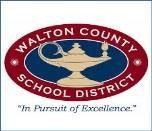 WALTON COUNTY
SCHOOL DISTRICT
"In Pursuit of Excellence."